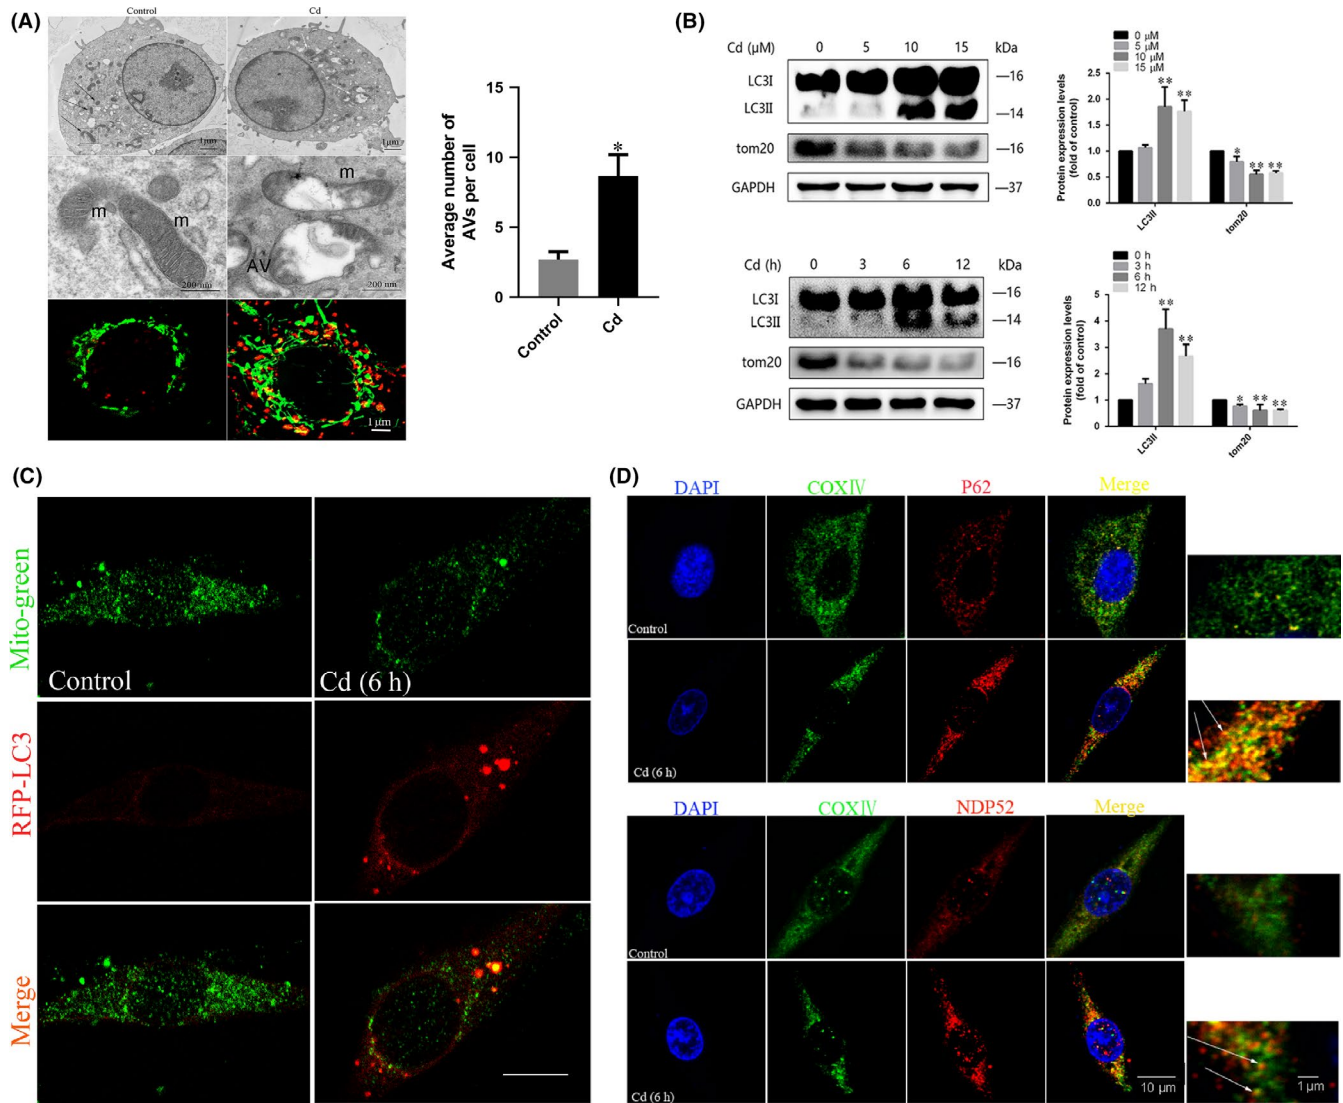 (A)
Control Cd
1µm
1µm
m
m
200 nm
m
AV
200 nm
1 µm
Average number of
AVs per cell
15
10
5
0
*
Control
Cd
(B)
Cd (µM) 0 5 10 15 kDa
LC3I
—16
LC3II
—14
tom20
—16
GAPDH
—37
0 µM
5 µM
10 µM
15 µM
Protein expression levels
(fold of control)
2.5
2.0
1.5
1.0
0.5
0.0
** **
* ** **
LC3II
tom20
Cd (h) 0 3 6 12 kDa
LC3I
—16
LC3II
—14
tom20
—16
GAPDH
—37
0 h
3 h
6 h
12 h
Protein expression levels
(fold of control)
5
4
3
2
1
0
** **
* ** **
LC3II
tom20
(C)
Mito-green
Control
Cd (6 h)
RFP-LC3
Merge
(D)
DAPI COXⅣ P62 Merge
Control
Cd (6 h)
DAPI COXⅣ NDP52 Merge
Control
Cd (6 h)
10 µm
1 µm